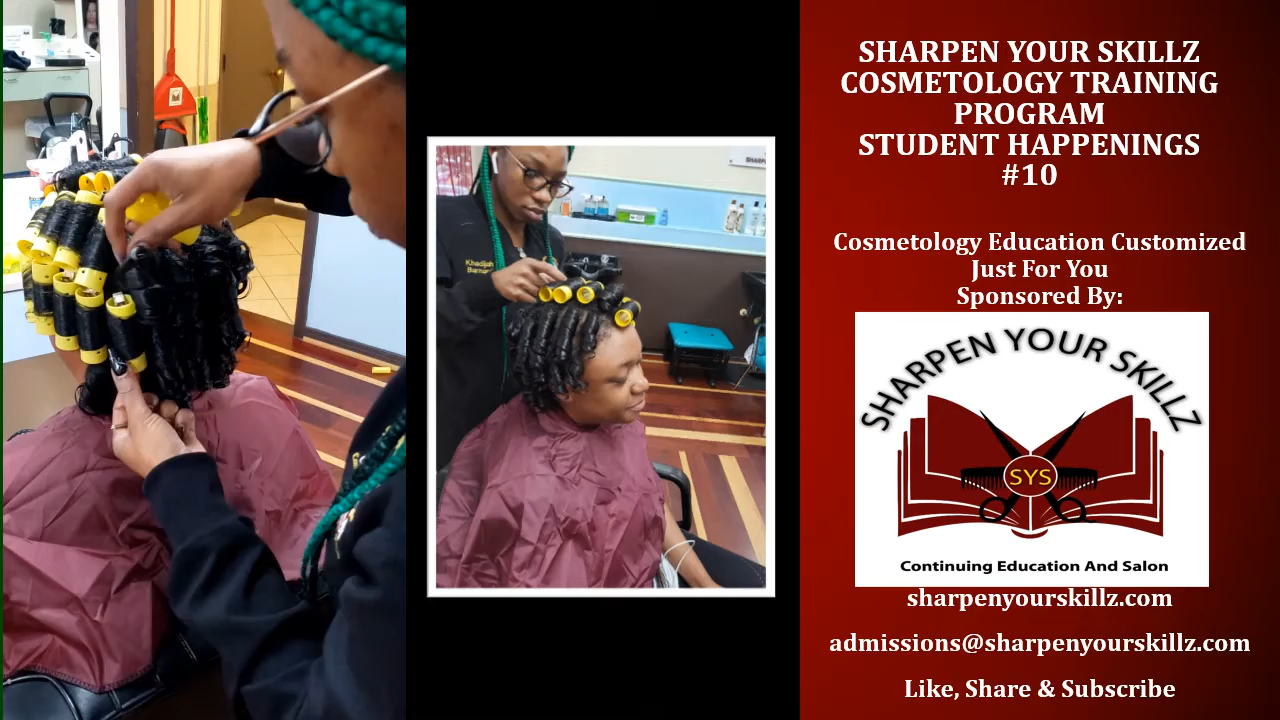 SHARPEN YOUR SKILLZ
COSMETOLOGY TRAINING
PROGRAM
STUDENT HAPPENINGS
#10
Cosmetology Education Customized
Just For You
Sponsored By:
SHARPEN YOUR SKILLZ
SYS
Continuing Education And Salon
sharpenyourskillz.com
admissions@sharpenyourskillz.com
Like, Share & Subscribe
Khadijah